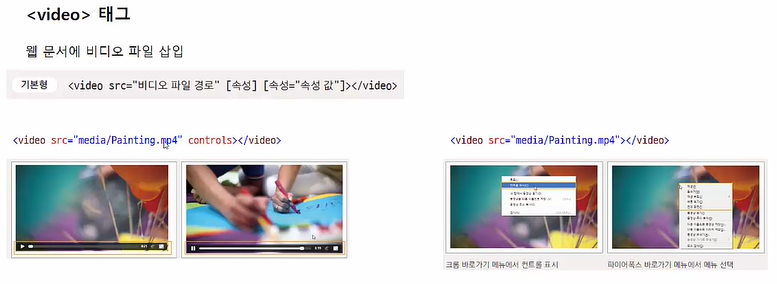 <video> 태그
웹 문서에 비디오 파일 삽입
기본형 <video src="비디오 파일 경로" [속성] [속성="속성 값"]></video>
<video src="media/Painting.mp4" controls></video>
<video src="media/Painting.mp4"></video>
크롬 바로가기 메뉴에서 컨트롤 표시
파이어폭스 바로가기 메뉴에서 메뉴 선택